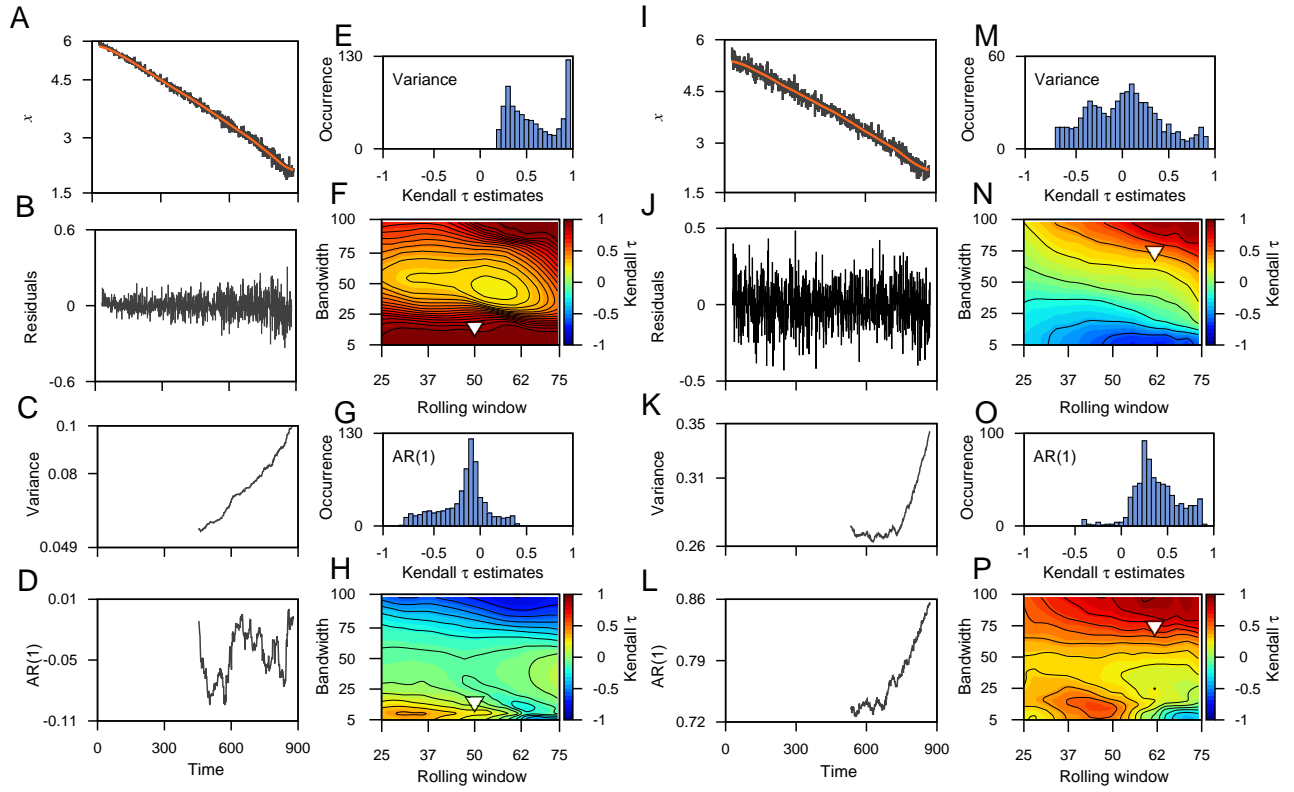 A
6
4.5
3
1.5
x
B
0.6
0
-0.6
Residuals
C
0.1
0.08
0.049
Variance
D
0.01
-0.05
-0.11
AR(1)
0 300 600 900
Time
E
130
0
Occurrence
Variance
-1 -0.5 0 0.5 1
Kendall τ estimates
F
100
75
50
25
5
Bandwidth
25 37 50 62 75
Rolling window
1
0.5
0
-0.5
-1
Kendall τ
G
130
0
Occurrence
AR(1)
-1 -0.5 0 0.5 1
Kendall τ estimates
H
100
75
50
25
5
Bandwidth
25 37 50 62 75
Rolling window
1
0.5
0
-0.5
-1
Kendall τ
I
6
4.5
3
1.5
x
J
0.5
0
-0.5
Residuals
K
0.35
0.31
0.26
Variance
L
0.86
0.79
0.72
AR(1)
0 300 600 900
Time
M
60
0
Occurrence
Variance
-1 -0.5 0 0.5 1
Kendall τ estimates
N
100
75
50
25
5
Bandwidth
25 37 50 62 75
Rolling window
1
0.5
0
-0.5
-1
Kendall τ
O
100
0
Occurrence
AR(1)
-1 -0.5 0 0.5 1
Kendall τ estimates
P
100
75
50
25
5
Bandwidth
25 37 50 62 75
Rolling window
1
0.5
0
-0.5
-1
Kendall τ